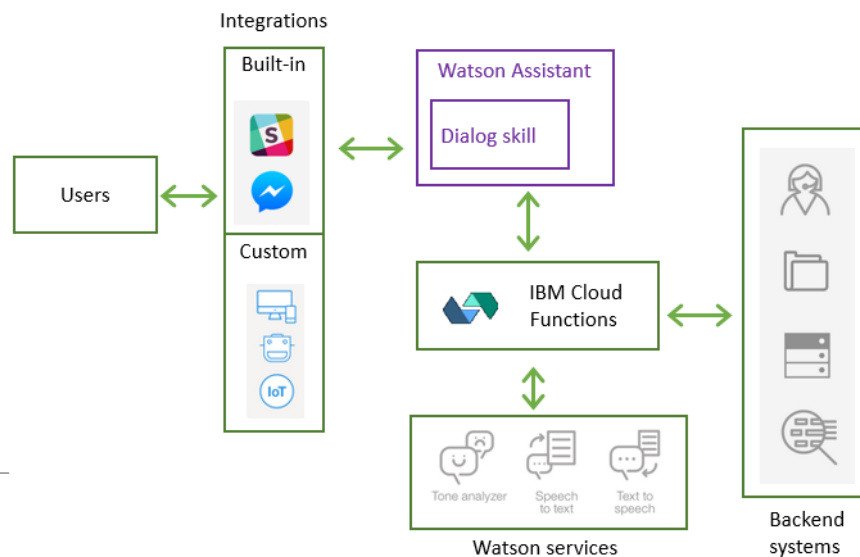 Integrations
Built-in
S
Users
Custom
IoT
Watson Assistant
Dialog skill
IBM Cloud
Functions
Tone analyzer
Speech
to text
Text to
speech
Watson services
Backend
systems